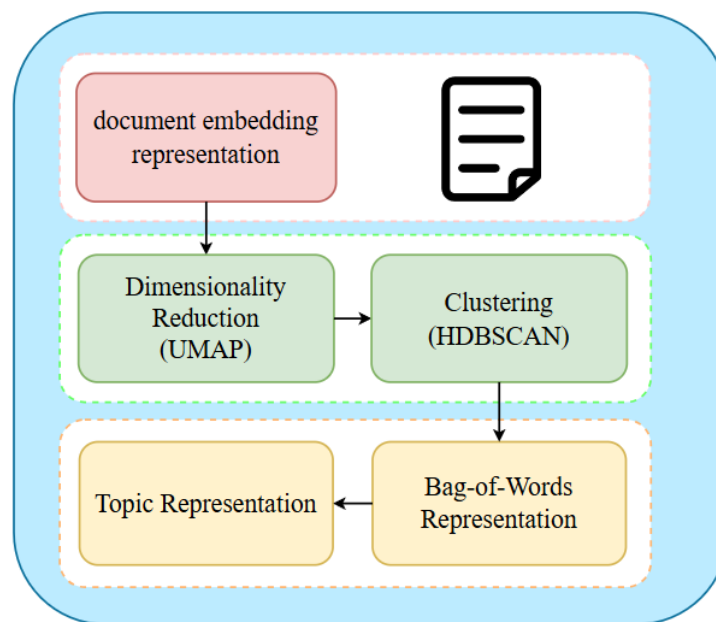 document embedding
representation
Dimensionality
Reduction
(UMAP)
Clustering
(HDBSCAN)
Topic Representation
Bag-of-Words
Representation